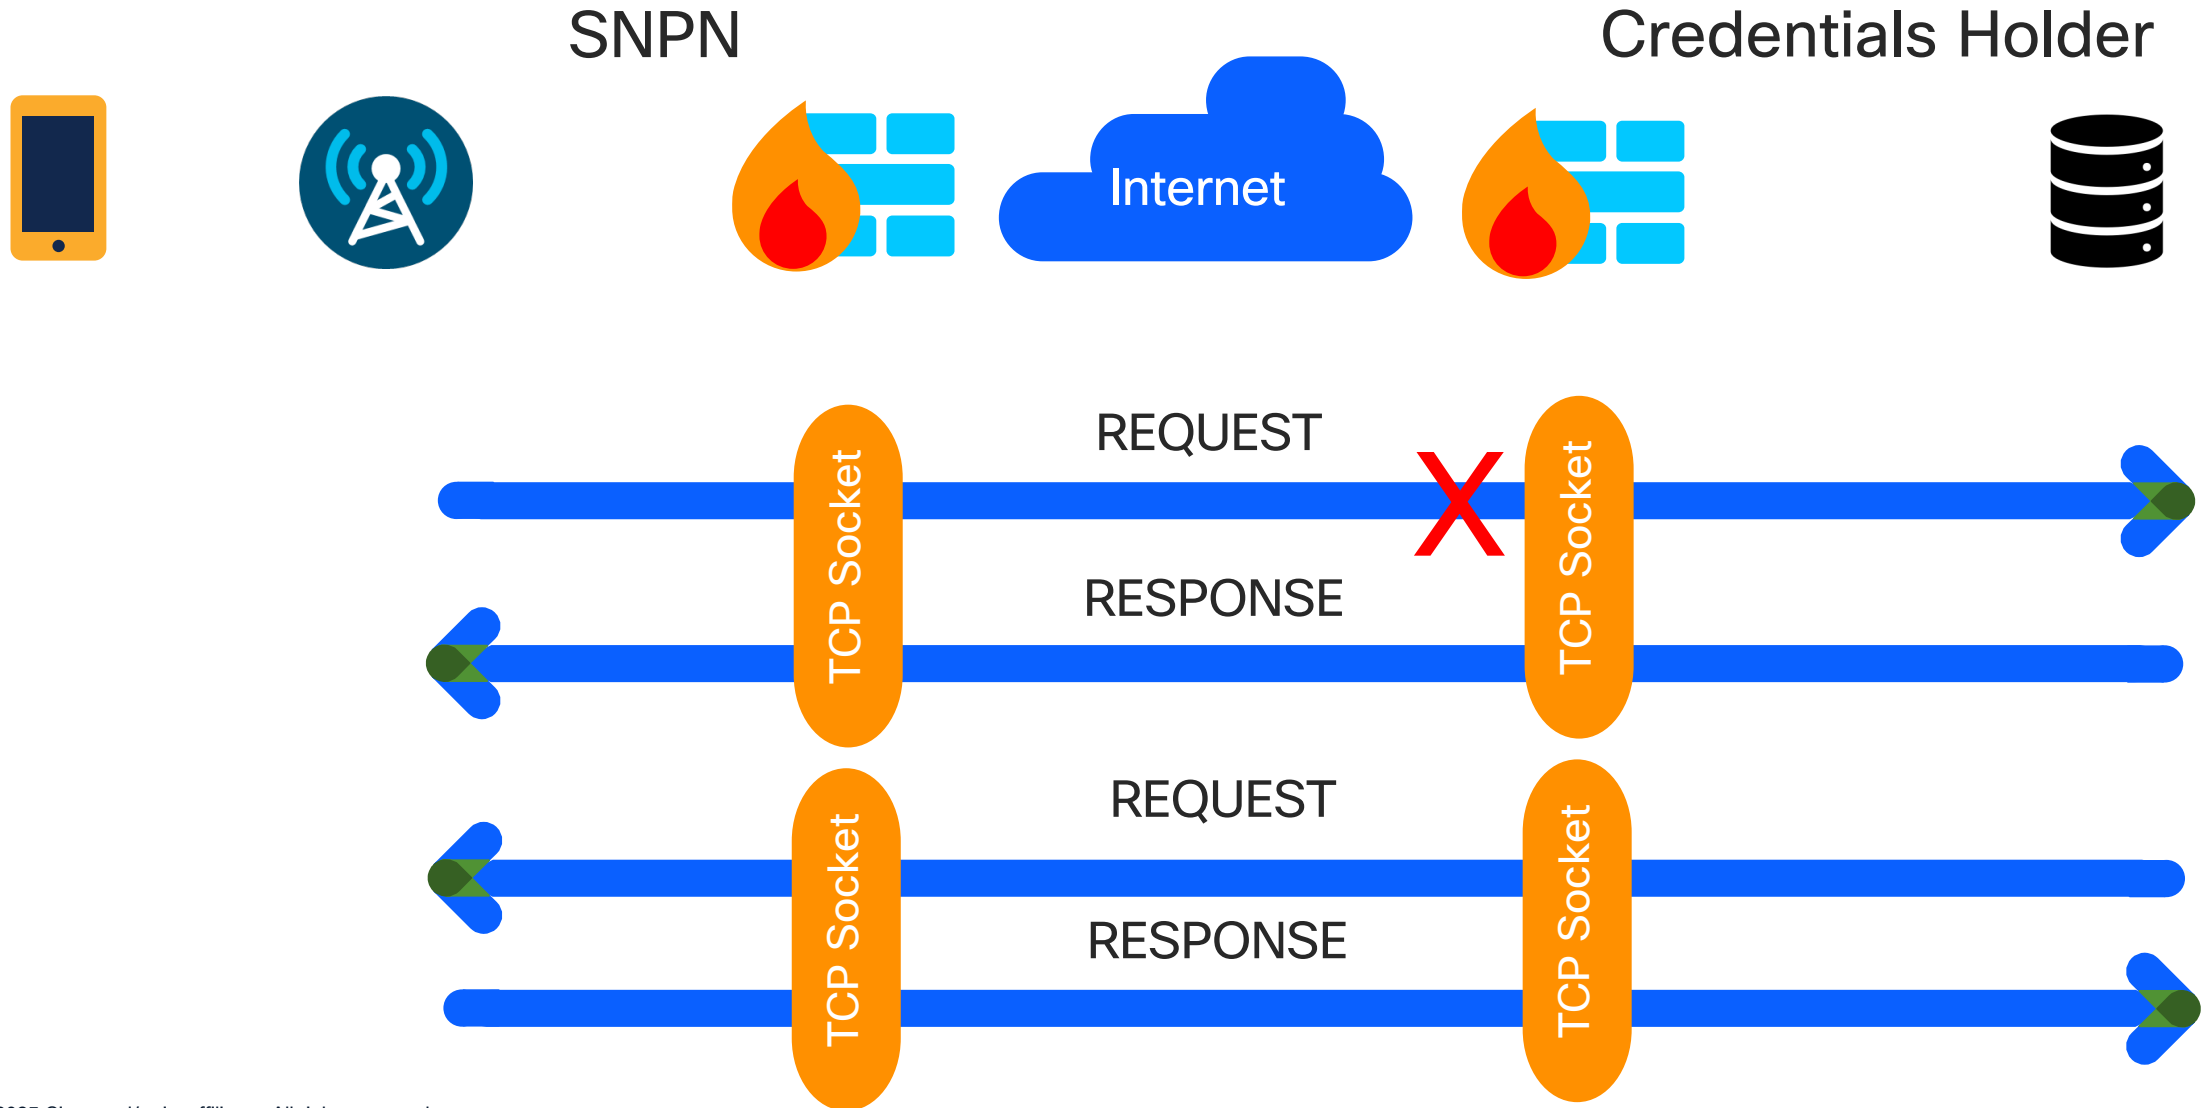 SNPN
Credentials Holder
Internet
REQUEST
X
TCP Socket
TCP Socket
RESPONSE
REQUEST
TCP Socket
TCP Socket
RESPONSE